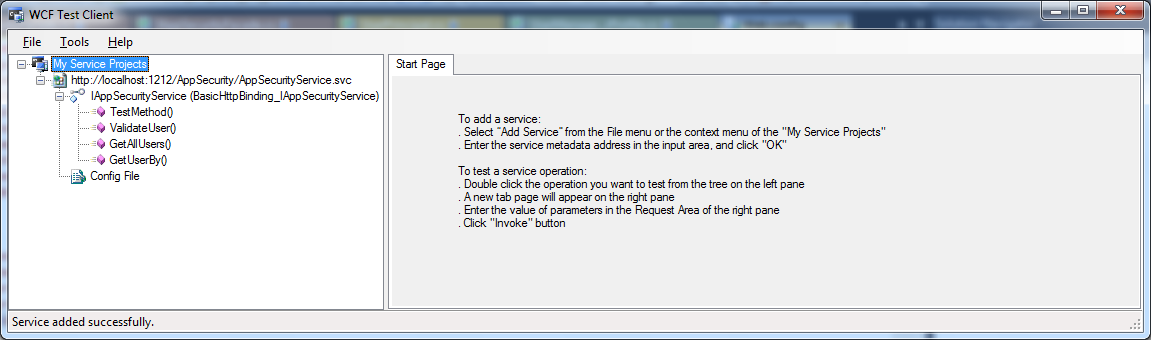 WCF Test Client
File Tools Help
My Service Projects
http://localhost:1212/AppSecurity/AppSecurityService.svc
IAppSecurityService (BasicHttpBinding_IAppSecurityService)
TestMethod()
ValidateUser()
GetAllUsers()
GetUserBy()
Config File
Start Page
To add a service:
. Select “Add Service” from the File menu or the context menu of the "My Service Projects"
. Enter the service metadata address in the input area, and click "OK"
To test a service operation:
. Double click the operation you want to test from the tree on the left pane
. A new tab page will appear on the right pane
. Enter the value of parameters in the Request Area of the right pane
. Click "Invoke" button
Service added successfully.